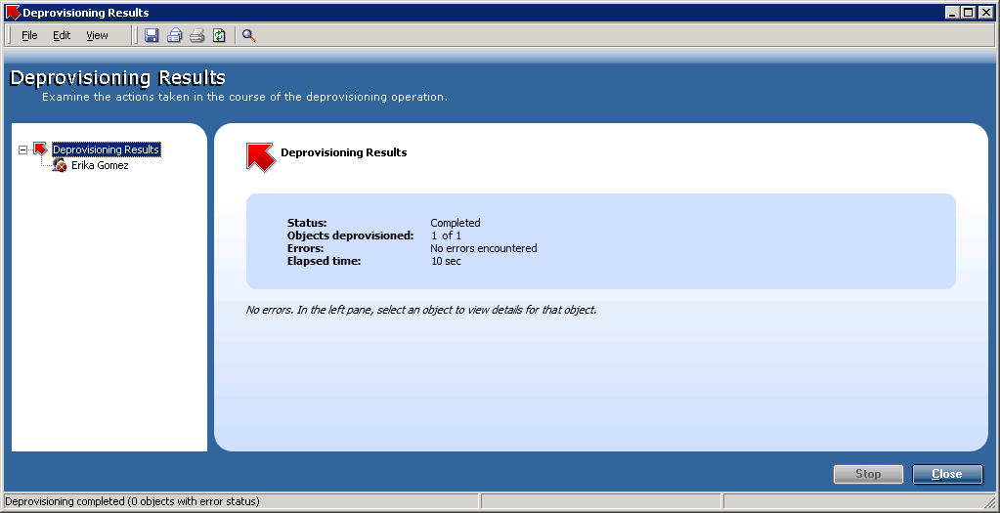 Deprovisioning Results
File Edit View
Deprovisioning Results
Examine the actions taken in the course of the deprovisioning operation.
Deprovisioning Results
Erika Gomez
Deprovisioning Results
Status: Completed
Objects deprovisioned: 1 of 1
Errors: No errors encountered
Elapsed time: 10 sec
No errors. In the left pane, select an object to view details for that object.
Stop Close
Deprovisioning completed (0 objects with error status)